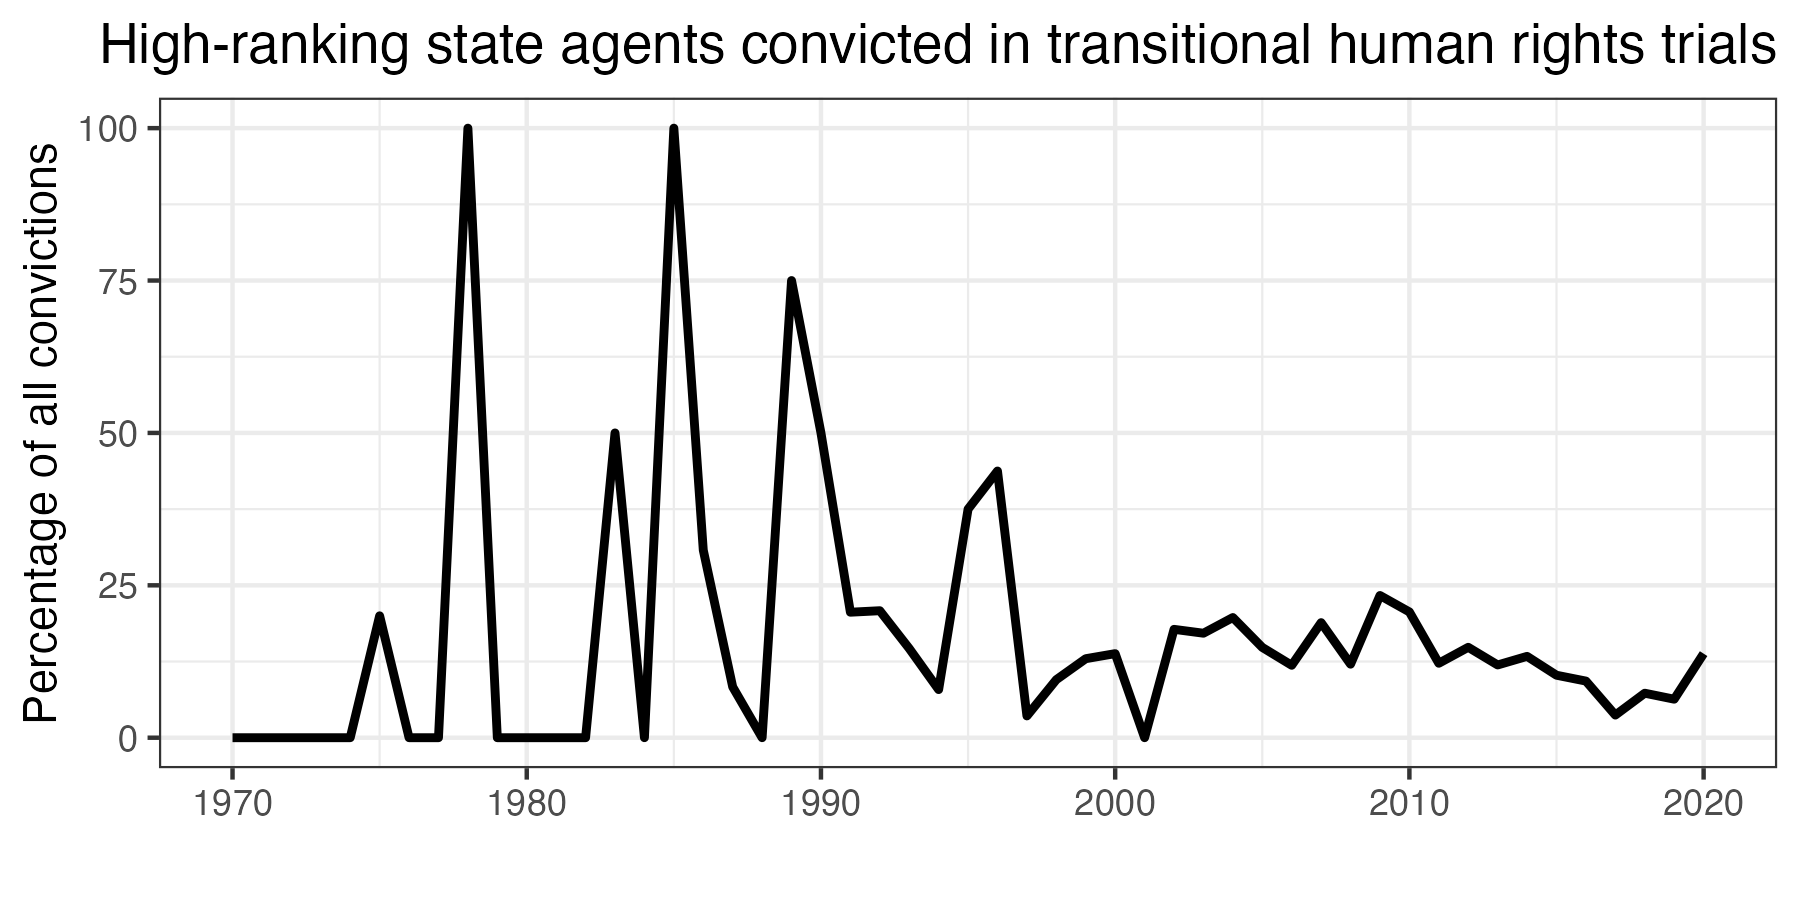 High-ranking state agents convicted in transitional human rights trials
Percentage of all convictions
100
75
50
25
0
1970 1980 1990 2000 2010 2020